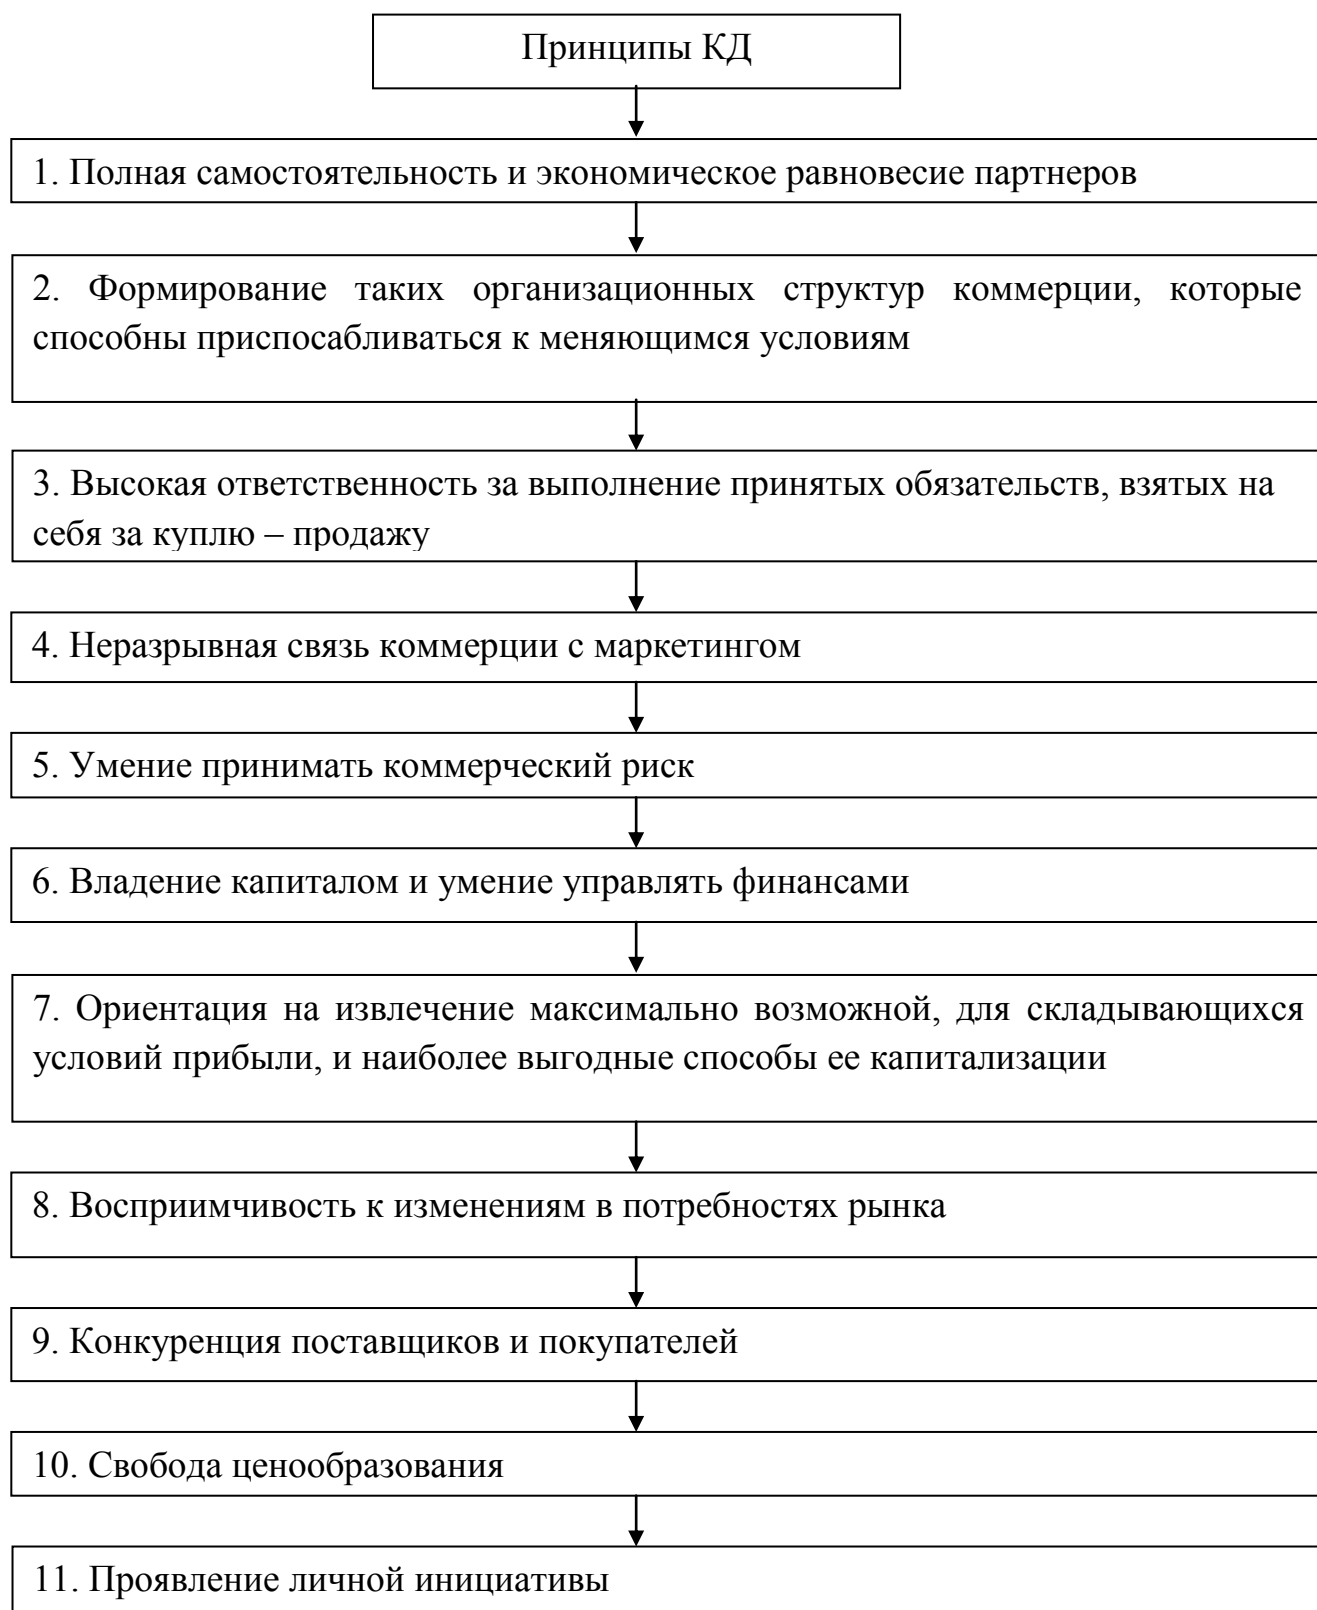 Принципы КД
1. Полная самостоятельность и экономическое равновесие партнеров
2. Формирование таких организационных структур коммерции, которые
способны приспосабливаться к меняющимся условиям
3. Высокая ответственность за выполнение принятых обязательств, взятых на
себя за куплю – продажу
4. Неразрывная связь коммерции с маркетингом
5. Умение принимать коммерческий риск
6. Владение капиталом и умение управлять финансами
7. Ориентация на извлечение максимально возможной, для складывающихся
условий прибыли, и наиболее выгодные способы ее капитализации
8. Восприимчивость к изменениям в потребностях рынка
9. Конкуренция поставщиков и покупателей
10. Свобода ценообразования
11. Проявление личной инициативы